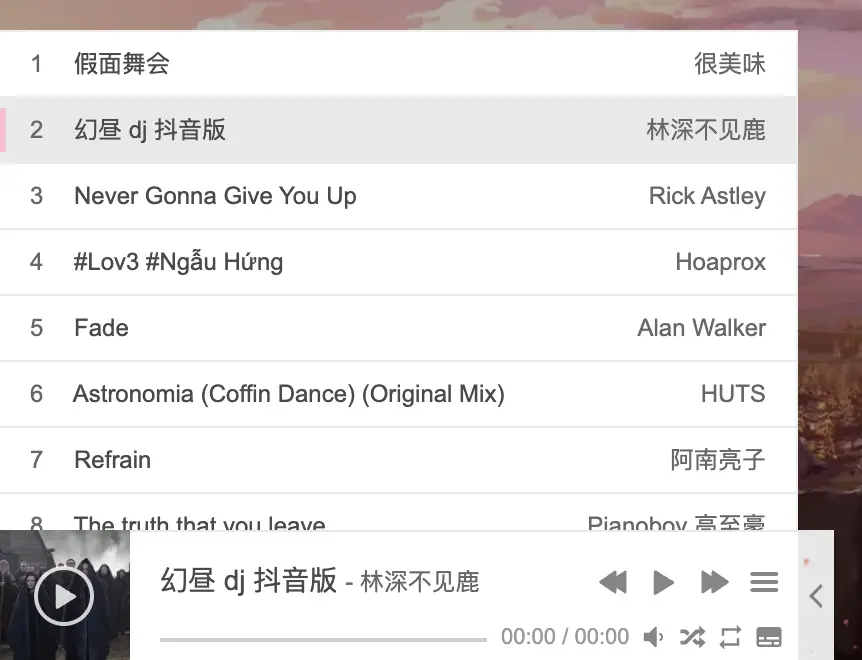 1 假面舞会 很美味
2 幻昼 dj 抖音版 林深不见鹿
3 Never Gonna Give You Up Rick Astley
4 #Lov3 #Ngẫu Hứng Hoaprox
5 Fade Alan Walker
6 Astronomia (Coffin Dance) (Original Mix) HUTS
7 Refrain 阿南亮子
8 The truth that you leave Pianoboy 高至豪
幻昼 dj 抖音版 - 林深不见鹿
00:00 / 00:00